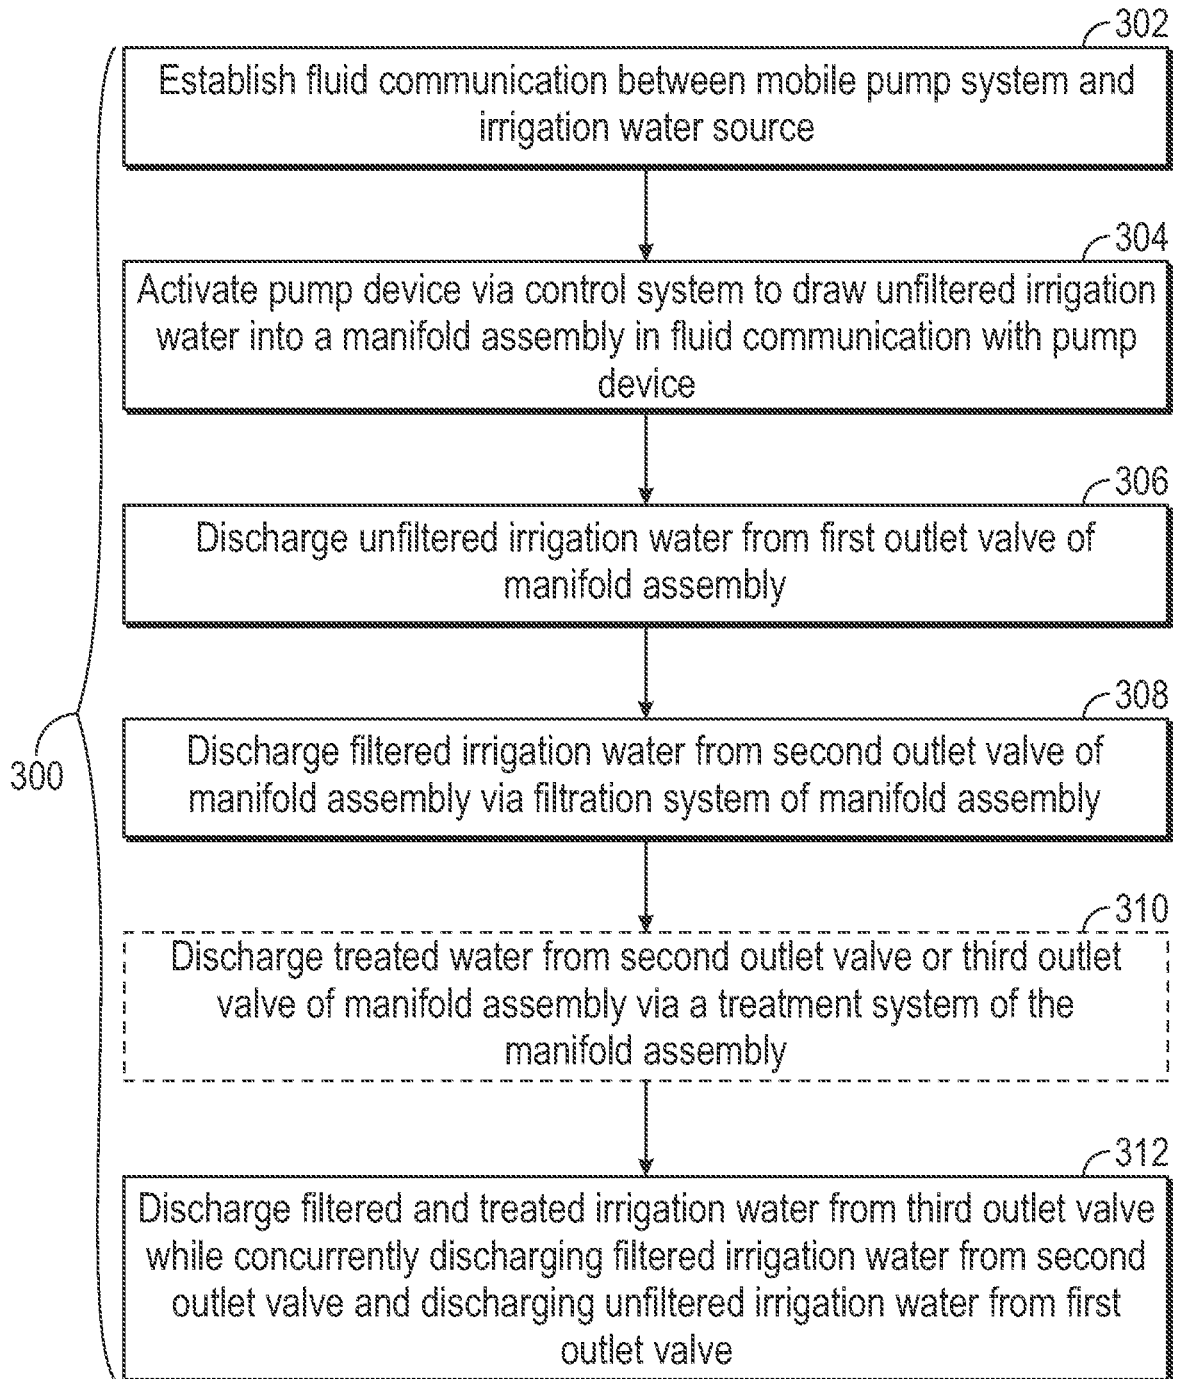 302
Establish fluid communication between mobile pump system and
irrigation water source
304
Activate pump device via control system to draw unfiltered irrigation
water into a manifold assembly in fluid communication with pump
device
306
Discharge unfiltered irrigation water from first outlet valve of
manifold assembly
308
Discharge filtered irrigation water from second outlet valve of
manifold assembly via filtration system of manifold assembly
300
310
Discharge treated water from second outlet valve or third outlet
valve of manifold assembly via a treatment system of the
manifold assembly
312
Discharge filtered and treated irrigation water from third outlet valve
while concurrently discharging filtered irrigation water from second
outlet valve and discharging unfiltered irrigation water from first
outlet valve